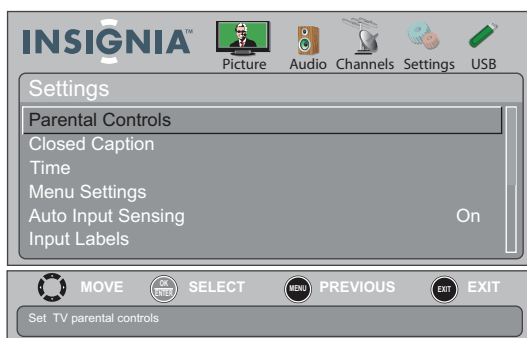 INSIGNIA™
Picture Audio Channels Settings USB
Settings
Parental Controls
Closed Caption
Time
Menu Settings
Auto Input Sensing On
Input Labels
MOVE OK ENTER SELECT MENU PREVIOUS EXIT EXIT
Set TV parental controls